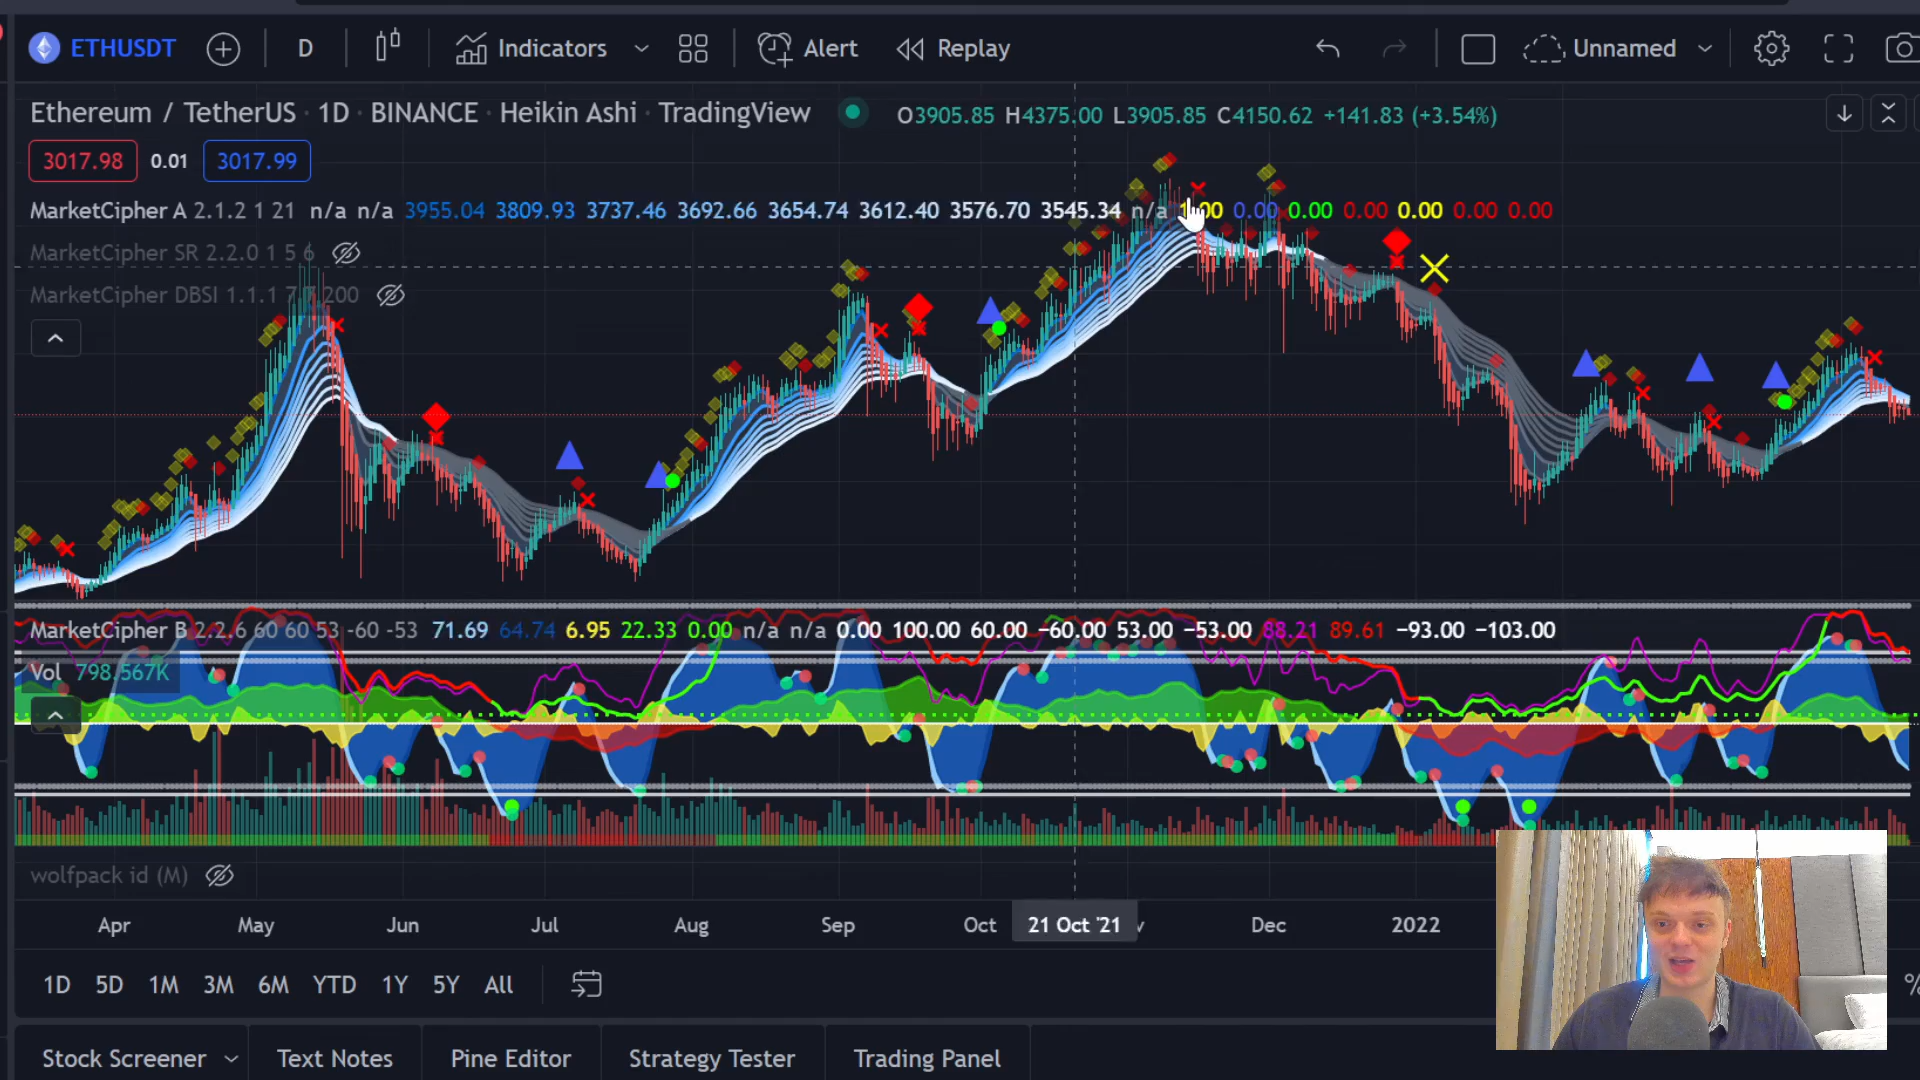 ETHUSDT D Indicators Alert Replay Unnamed
Ethereum / TetherUS · 1D · BINANCE · Heikin Ashi · TradingView O3905.85 H4375.00 L3905.85 C4150.62 +141.83 (+3.54%)
3017.98 0.01 3017.99
MarketCipher A 2.1.2 1 21 n/a n/a 3955.04 3809.93 3737.46 3692.66 3654.74 3612.40 3576.70 3545.34 n/a 1.00 0.00 0.00 0.00 0.00 0.00 0.00
MarketCipher SR 2.2.0 1 5 6
MarketCipher DBSI 1.1.1 7 7 200
MarketCipher B 2.2.6 60 60 53 -60 -53 71.69 64.74 6.95 22.33 0.00 n/a n/a 0.00 100.00 60.00 −60.00 53.00 −53.00 88.21 89.61 −93.00 −103.00
Vol 798.567K
wolfpack id (M)
Apr May Jun Jul Aug Sep Oct 21 Oct '21 Dec 2022
1D 5D 1M 3M 6M YTD 1Y 5Y All %
Stock Screener Text Notes Pine Editor Strategy Tester Trading Panel